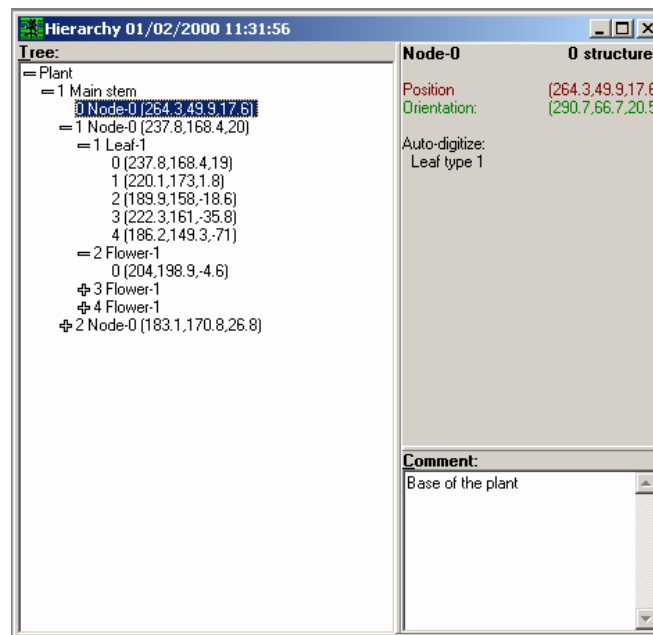 Hierarchy 01/02/2000 11:31:56
Tree:
Plant
1 Main stem
0 Node-0 (264.3,49.9,17.6)
1 Node-0 (237.8,168.4,20)
1 Leaf-1
0 (237.8,168.4,19)
1 (220.1,173,1.8)
2 (189.9,158,-18.6)
3 (222.3,161,-35.8)
4 (186.2,149.3,-71)
2 Flower-1
0 (204,198.9,-4.6)
3 Flower-1
4 Flower-1
2 Node-0 (183.1,170.8,26.8)
Node-0 0 structure
Position (264.3,49.9,17.6
Orientation: (290.7,66.7,20.5
Auto-digitize:
Leaf type 1
Comment:
Base of the plant